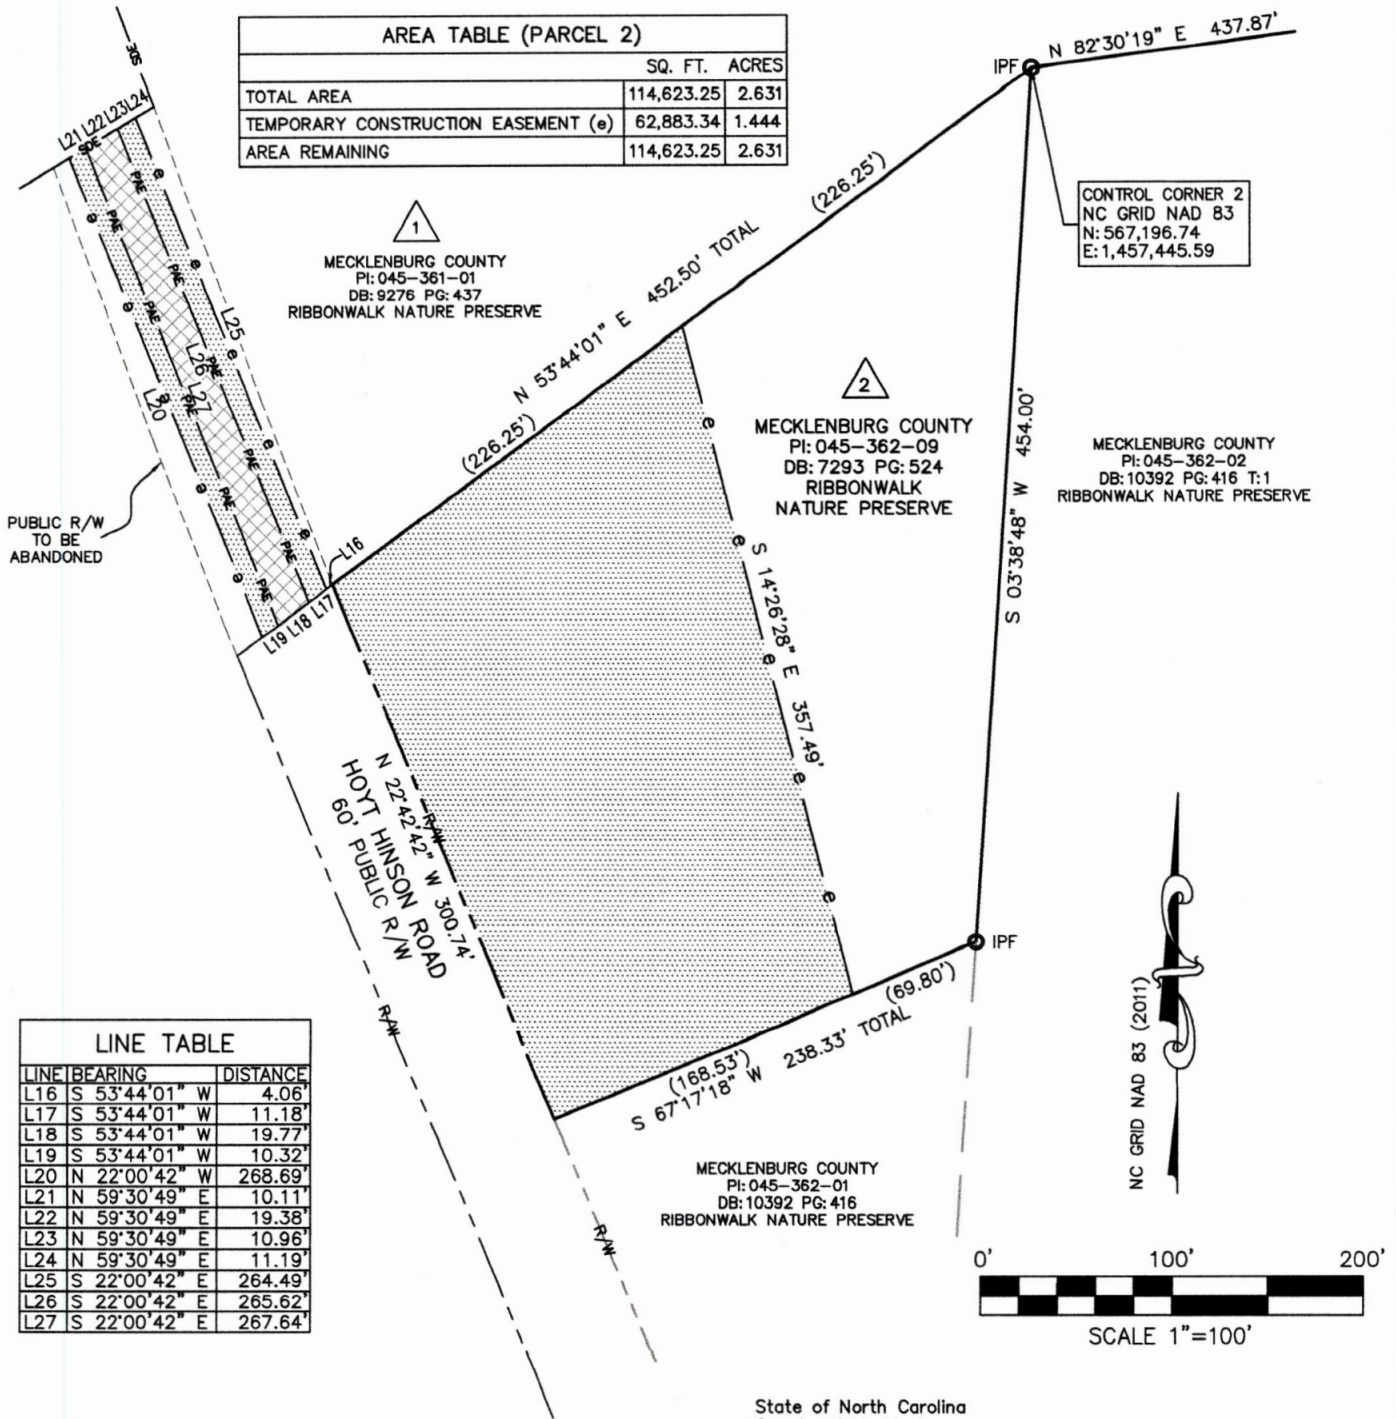 AREA TABLE (PARCEL 2)
SQ. FT. ACRES
TOTAL AREA 114,623.25 2.631
TEMPORARY CONSTRUCTION EASEMENT (e) 62,883.34 1.444
AREA REMAINING 114,623.25 2.631
SDE
L21 L22 L23 L24
SDE
PAE
PAE
PAE
PAE
PAE
PAE
PAE
PAE
PAE
PAE
e
e
e
e
e
e
e
e
e
e
e
L25
L26
L27
L20
PUBLIC R/W
TO BE
ABANDONED
L16
L19 L18 L17
1
MECKLENBURG COUNTY
PI: 045-361-01
DB: 9276 PG: 437
RIBBONWALK NATURE PRESERVE
N 53°44'01" E 452.50' TOTAL
(226.25')
(226.25')
IPF
N 82°30'19" E 437.87'
CONTROL CORNER 2
NC GRID NAD 83
N: 567,196.74
E: 1,457,445.59
2
MECKLENBURG COUNTY
PI: 045-362-09
DB: 7293 PG: 524
RIBBONWALK
NATURE PRESERVE
S 03°38'48" W 454.00'
MECKLENBURG COUNTY
PI: 045-362-02
DB: 10392 PG: 416 T: 1
RIBBONWALK NATURE PRESERVE
e
e
e
e
e
S 14°26'28" E 357.49'
N 22°42'42" W 300.74'
R/W
HOYT HINSON ROAD
60' PUBLIC R/W
R/W
R/W
IPF
(69.80')
(168.53')
S 67°17'18" W 238.33' TOTAL
MECKLENBURG COUNTY
PI: 045-362-01
DB: 10392 PG: 416
RIBBONWALK NATURE PRESERVE
LINE TABLE
LINE BEARING DISTANCE
L16 S 53°44'01" W 4.06'
L17 S 53°44'01" W 11.18'
L18 S 53°44'01" W 19.77'
L19 S 53°44'01" W 10.32'
L20 N 22°00'42" W 268.69'
L21 N 59°30'49" E 10.11'
L22 N 59°30'49" E 19.38'
L23 N 59°30'49" E 10.96'
L24 N 59°30'49" E 11.19'
L25 S 22°00'42" E 264.49'
L26 S 22°00'42" E 265.62'
L27 S 22°00'42" E 267.64'
NC GRID NAD 83 (2011)
0' 100' 200'
SCALE 1"=100'
State of North Carolina